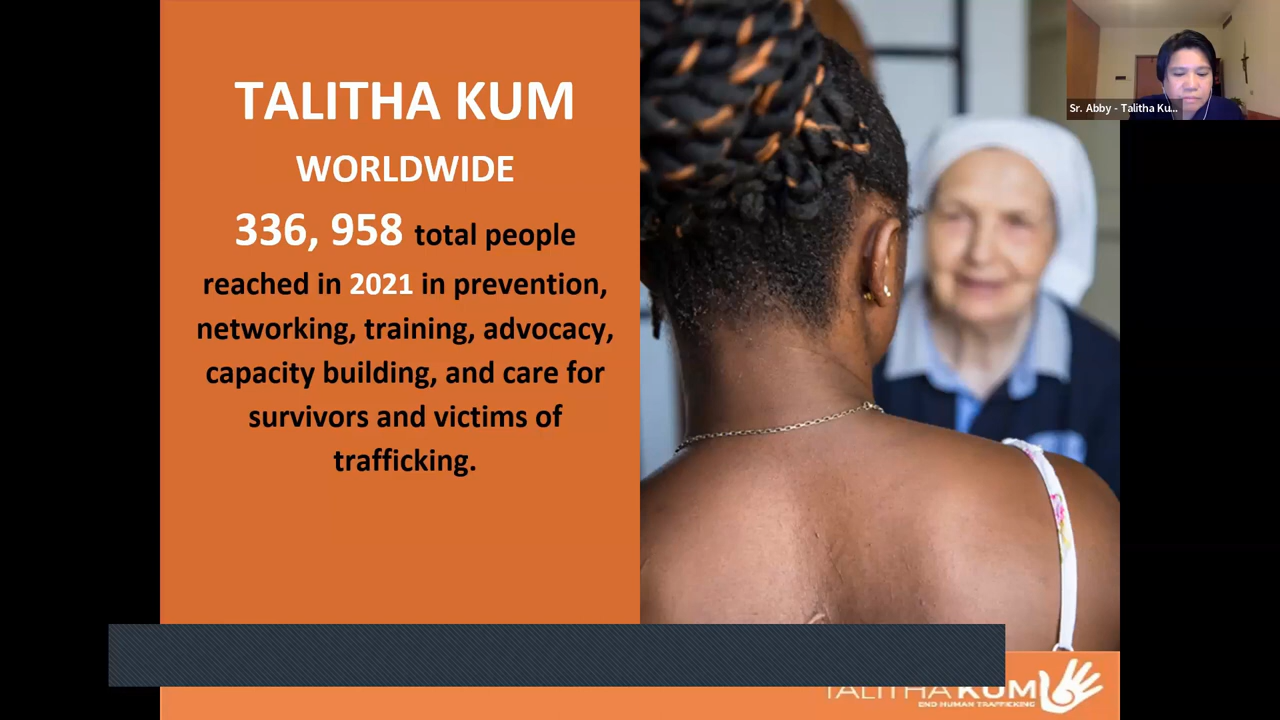 TALITHA KUM
WORLDWIDE
336, 958 total people
reached in 2021 in prevention,
networking, training, advocacy,
capacity building, and care for
survivors and victims of
trafficking.
Sr. Abby - Talitha Ku...
TALITHA KUM
END HUMAN TRAFFICKING